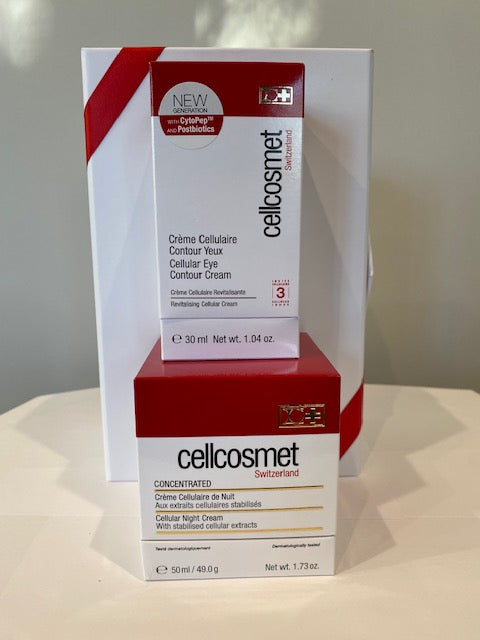 NEW
GENERATION
WITH CytoPep™
AND Postbiotics
cellcosmet
Switzerland
Crème Cellulaire
Contour Yeux
Cellular Eye
Contour Cream
Crème Cellulaire Revitalisante
Revitalising Cellular Cream
3
℮ 30 ml Net wt. 1.04 oz.
cellcosmet
Switzerland
CONCENTRATED
Crème Cellulaire de Nuit
Aux extraits cellulaires stabilisés
Cellular Night Cream
With stabilised cellular extracts
Testé dermatologiquement Dermatologically tested
℮ 50 ml / 49.0 g Net wt. 1.73 oz.